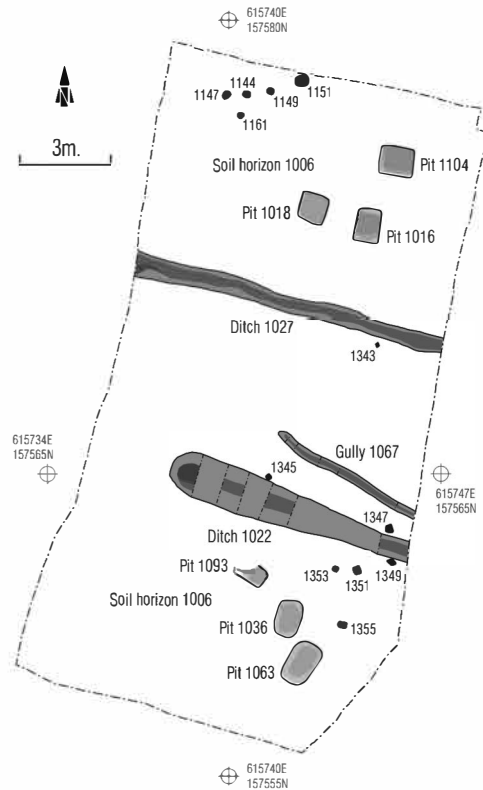 615740E
157580N
1151
1144
1147
1149
1161
N
3m.
Soil horizon 1006
Pit 1104
Pit 1018
Pit 1016
Ditch 1027
1343
615734E
157565N
Gully 1067
1345
615747E
157565N
1347
Ditch 1022
Pit 1093
1353
1351
1349
Soil horizon 1006
Pit 1036
1355
Pit 1063
615740E
157555N